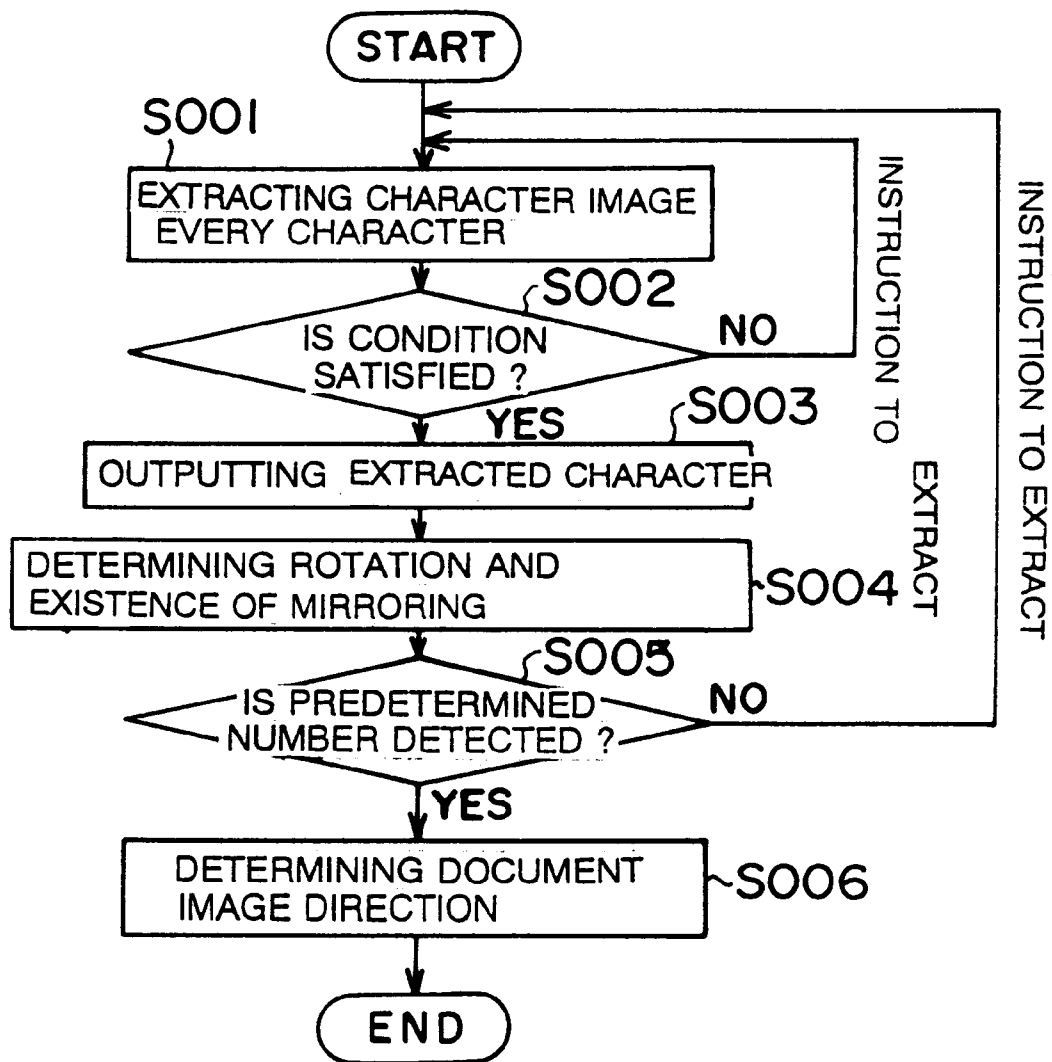 START
S001
EXTRACTING CHARACTER IMAGE
EVERY CHARACTER
S002
IS CONDITION
SATISFIED ?
NO
YES
INSTRUCTION TO
EXTRACT
INSTRUCTION TO EXTRACT
S003
OUTPUTTING EXTRACTED CHARACTER
DETERMINING ROTATION AND
EXISTENCE OF MIRRORING
S004
S005
IS PREDETERMINED
NUMBER DETECTED ?
NO
YES
DETERMINING DOCUMENT
IMAGE DIRECTION
S006
END